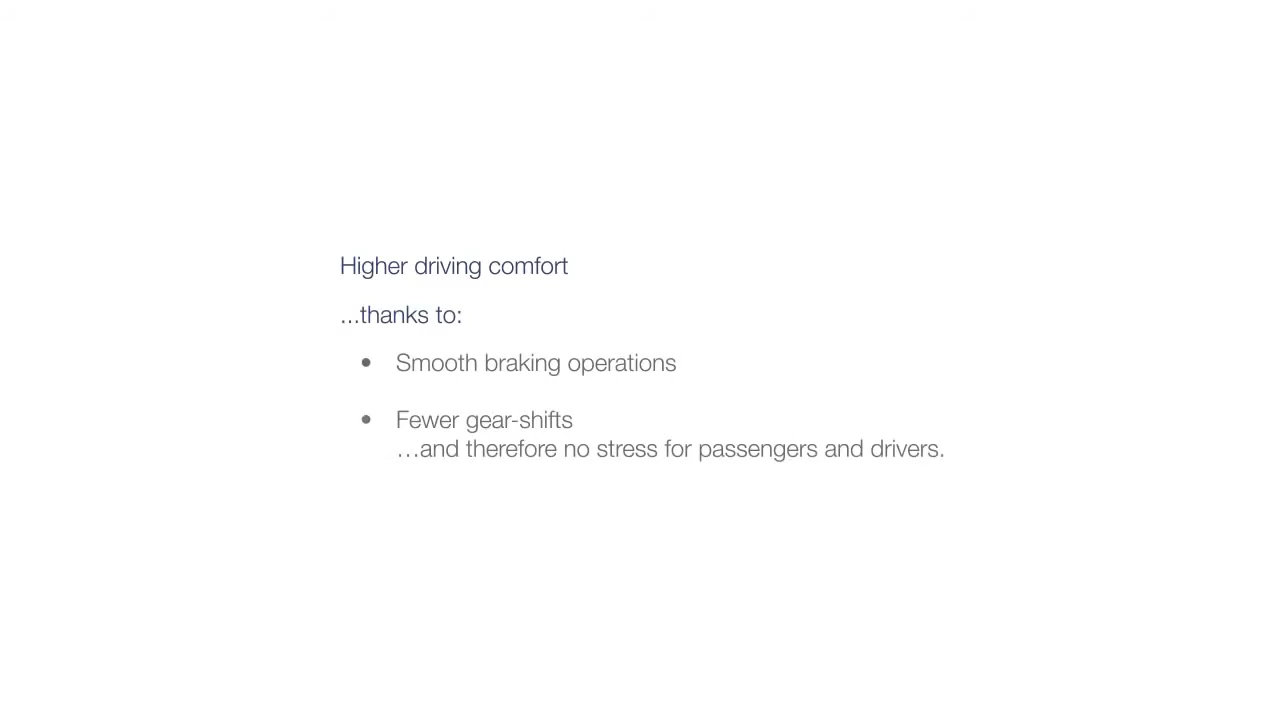 Higher driving comfort
...thanks to:
• Smooth braking operations
• Fewer gear-shifts
…and therefore no stress for passengers and drivers.